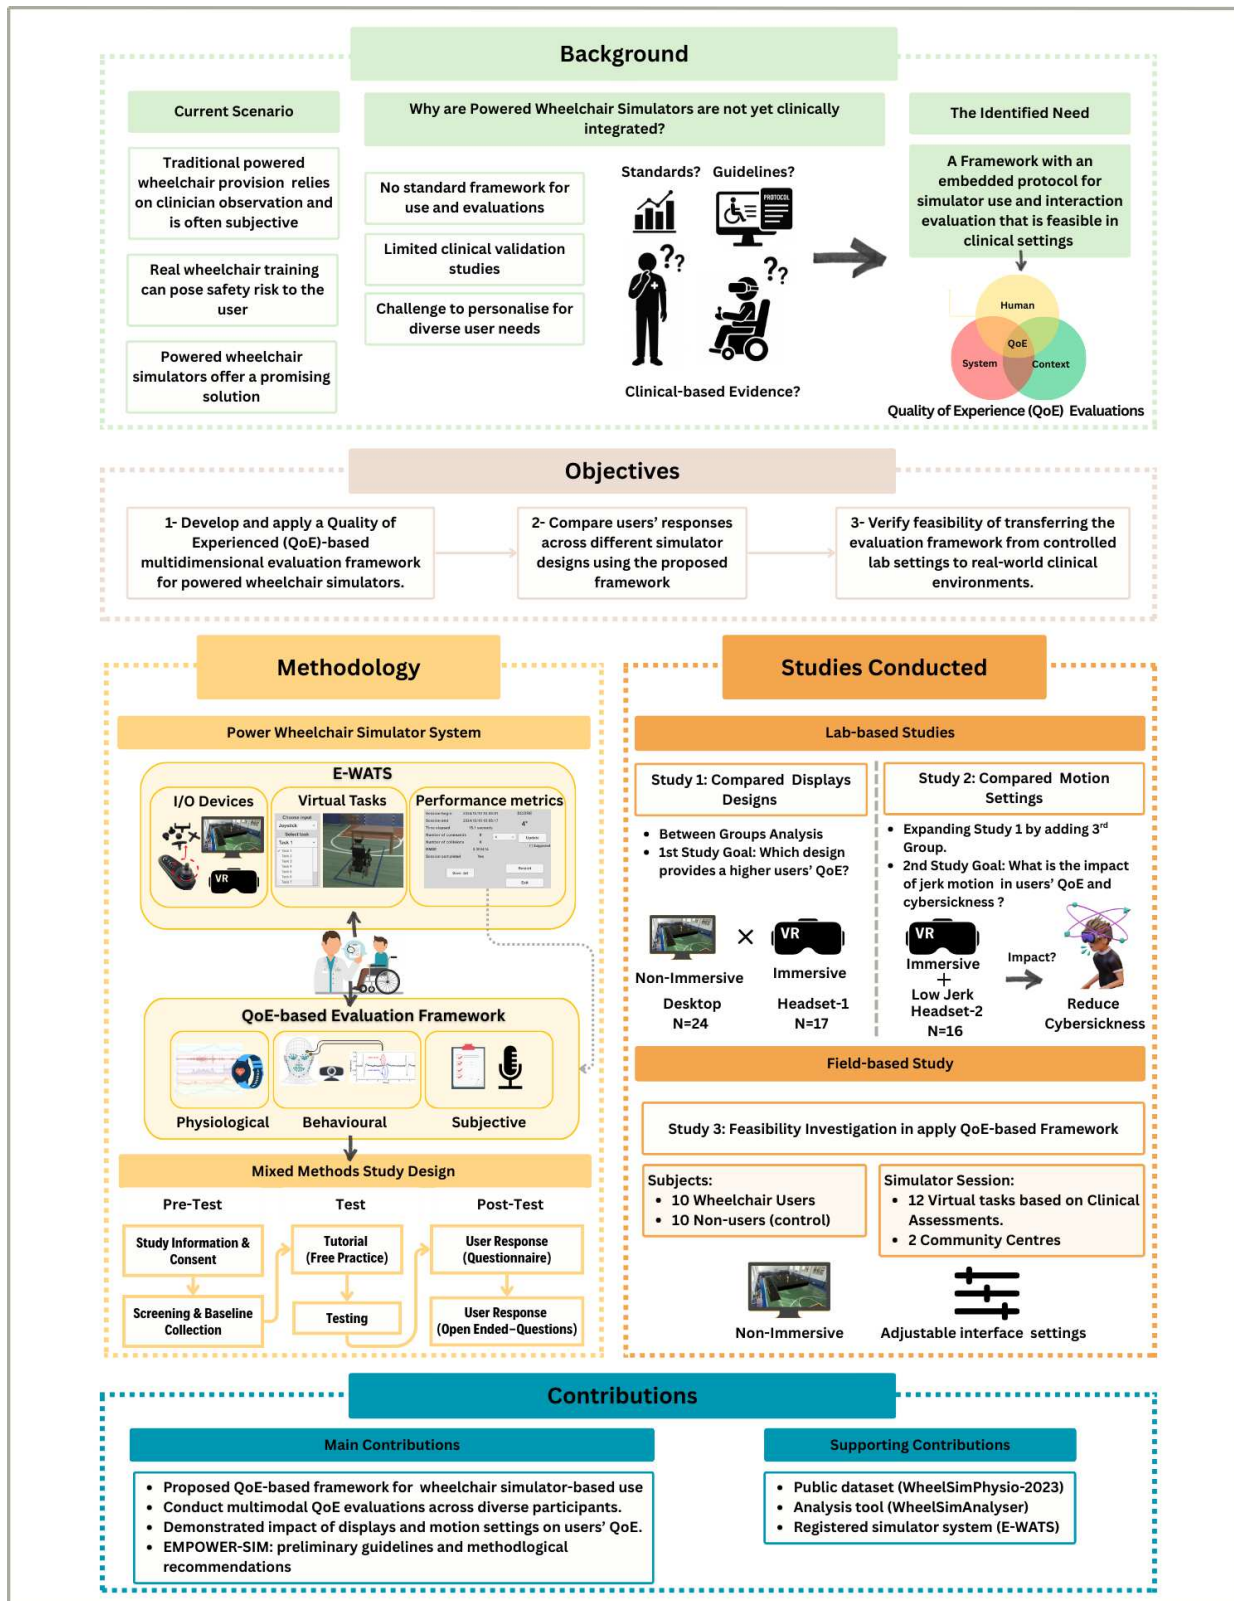 Background
Current Scenario
Traditional powered
wheelchair provision relies
on clinician observation and
is often subjective
Real wheelchair training
can pose safety risk to the
user
Powered wheelchair
simulators offer a promising
solution
Why are Powered Wheelchair Simulators are not yet clinically
integrated?
No standard framework for
use and evaluations
Limited clinical validation
studies
Challenge to personalise for
diverse user needs
Standards? Guidelines?
PROTOCOL
??
??
Clinical-based Evidence?
The Identified Need
A Framework with an
embedded protocol for
simulator use and interaction
evaluation that is feasible in
clinical settings
Human
QoE
System
Context
Quality of Experience (QoE) Evaluations
Objectives
1- Develop and apply a Quality of
Experienced (QoE)-based
multidimensional evaluation framework
for powered wheelchair simulators.
2- Compare users' responses
across different simulator
designs using the proposed
framework
3- Verify feasibility of transferring the
evaluation framework from controlled
lab settings to real-world clinical
environments.
Methodology
Power Wheelchair Simulator System
E-WATS
I/O Devices
VR
Virtual Tasks
Choose input
Joystick
Select task
Task 1
Performance metrics
QoE-based Evaluation Framework
Physiological
Behavioural
Subjective
Mixed Methods Study Design
Pre-Test
Test
Post-Test
Study Information &
Consent
Screening & Baseline
Collection
Tutorial
(Free Practice)
Testing
User Response
(Questionnaire)
User Response
(Open Ended–Questions)
Studies Conducted
Lab-based Studies
Study 1: Compared Displays
Designs
• Between Groups Analysis
• 1st Study Goal: Which design
provides a higher users' QoE?
VR
Non-Immersive
Immersive
Desktop
N=24
Headset-1
N=17
Study 2: Compared Motion
Settings
• Expanding Study 1 by adding 3rd
Group.
• 2nd Study Goal: What is the impact
of jerk motion in users' QoE and
cybersickness ?
VR
Immersive
+
Low Jerk
Headset-2
N=16
Impact?
Reduce
Cybersickness
Field-based Study
Study 3: Feasibility Investigation in apply QoE-based Framework
Subjects:
• 10 Wheelchair Users
• 10 Non-users (control)
Simulator Session:
• 12 Virtual tasks based on Clinical
Assessments.
• 2 Community Centres
Non-Immersive
Adjustable interface settings
Contributions
Main Contributions
• Proposed QoE-based framework for wheelchair simulator-based use
• Conduct multimodal QoE evaluations across diverse participants.
• Demonstrated impact of displays and motion settings on users' QoE.
• EMPOWER-SIM: preliminary guidelines and methodlogical
recommendations
Supporting Contributions
• Public dataset (WheelSimPhysio-2023)
• Analysis tool (WheelSimAnalyser)
• Registered simulator system (E-WATS)